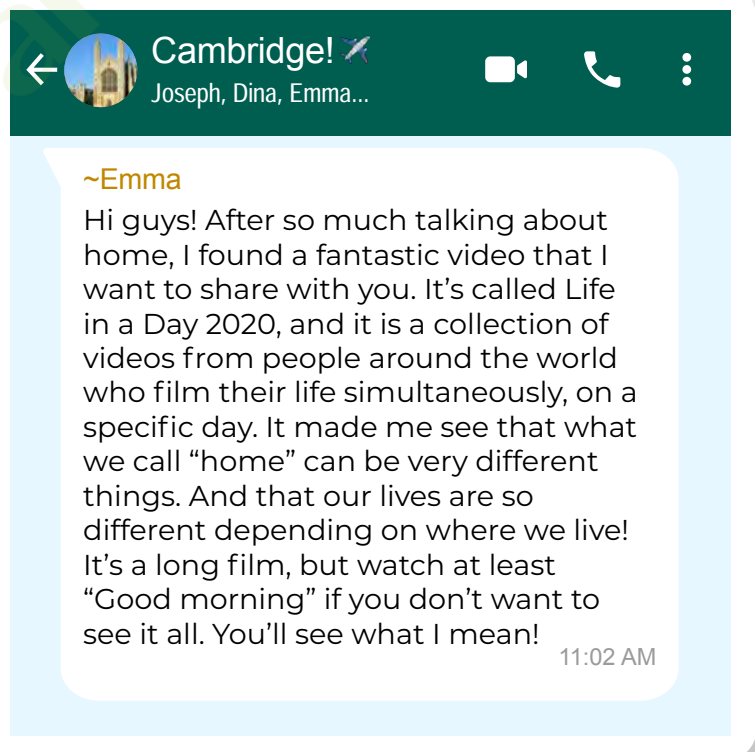 Cambridge! ✈
Joseph, Dina, Emma...
~Emma
Hi guys! After so much talking about
home, I found a fantastic video that I
want to share with you. It’s called Life
in a Day 2020, and it is a collection of
videos from people around the world
who film their life simultaneously, on a
specific day. It made me see that what
we call “home” can be very different
things. And that our lives are so
different depending on where we live!
It’s a long film, but watch at least
“Good morning” if you don’t want to
see it all. You’ll see what I mean!
11:02 AM